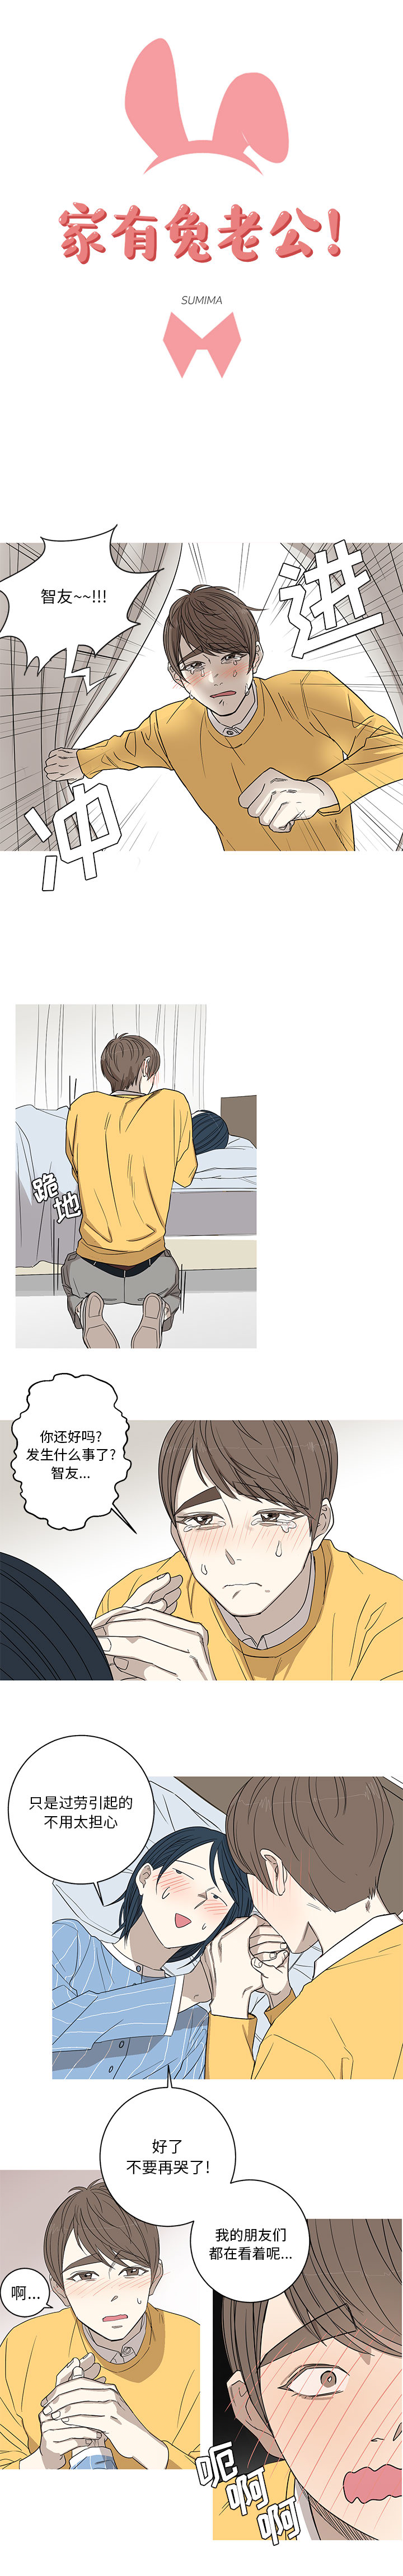 家有兔老公!
SUMIMA
智友~~!!!
进
冲
跪
地
你还好吗?
发生什么事了?
智友...
只是过劳引起的
不用太担心
好了
不要再哭了!
我的朋友们
都在看着呢...
啊...
呃
啊
啊